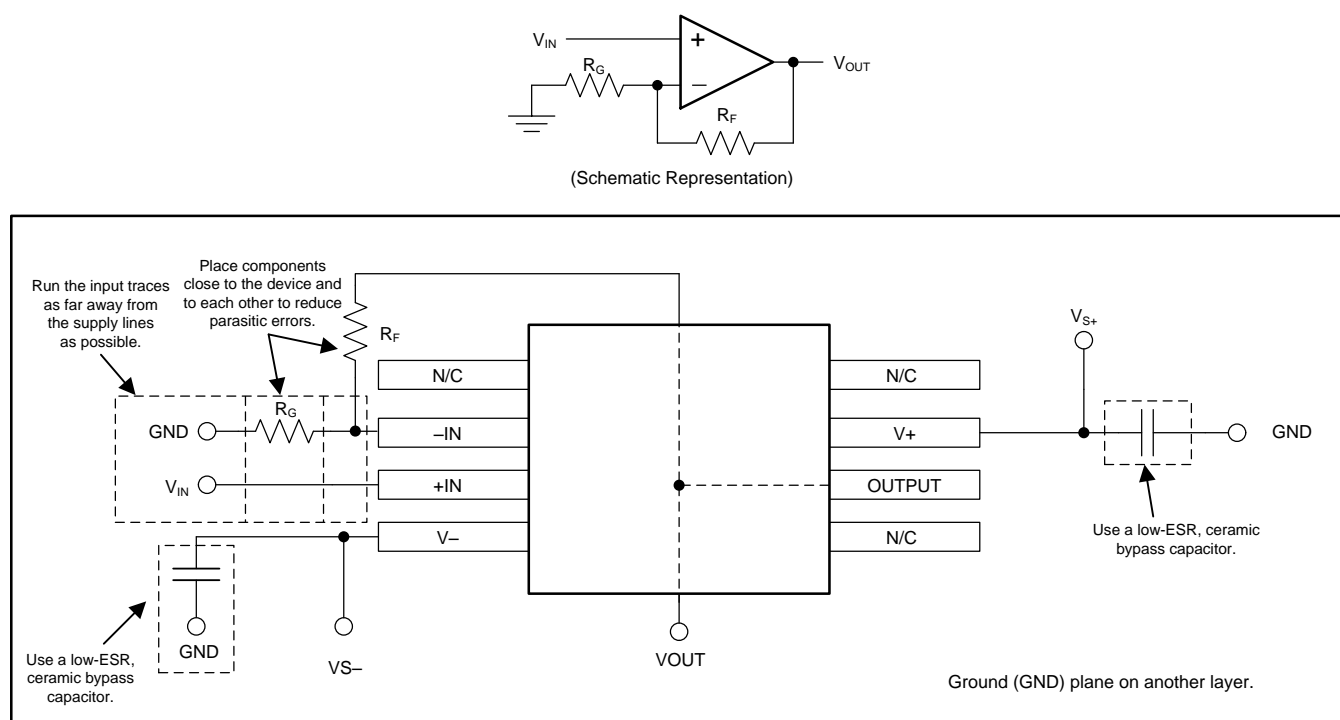 V_IN
+
R_G
V_OUT
−
R_F
(Schematic Representation)
Run the input traces
as far away from
the supply lines
as possible.
Place components
close to the device and
to each other to reduce
parasitic errors.
R_F
V_S+
N/C
N/C
R_G
GND
–IN
V+
GND
V_IN
+IN
OUTPUT
V–
N/C
Use a low-ESR, ceramic
bypass capacitor.
GND
VS–
VOUT
Use a low-ESR,
ceramic bypass
capacitor.
Ground (GND) plane on another layer.